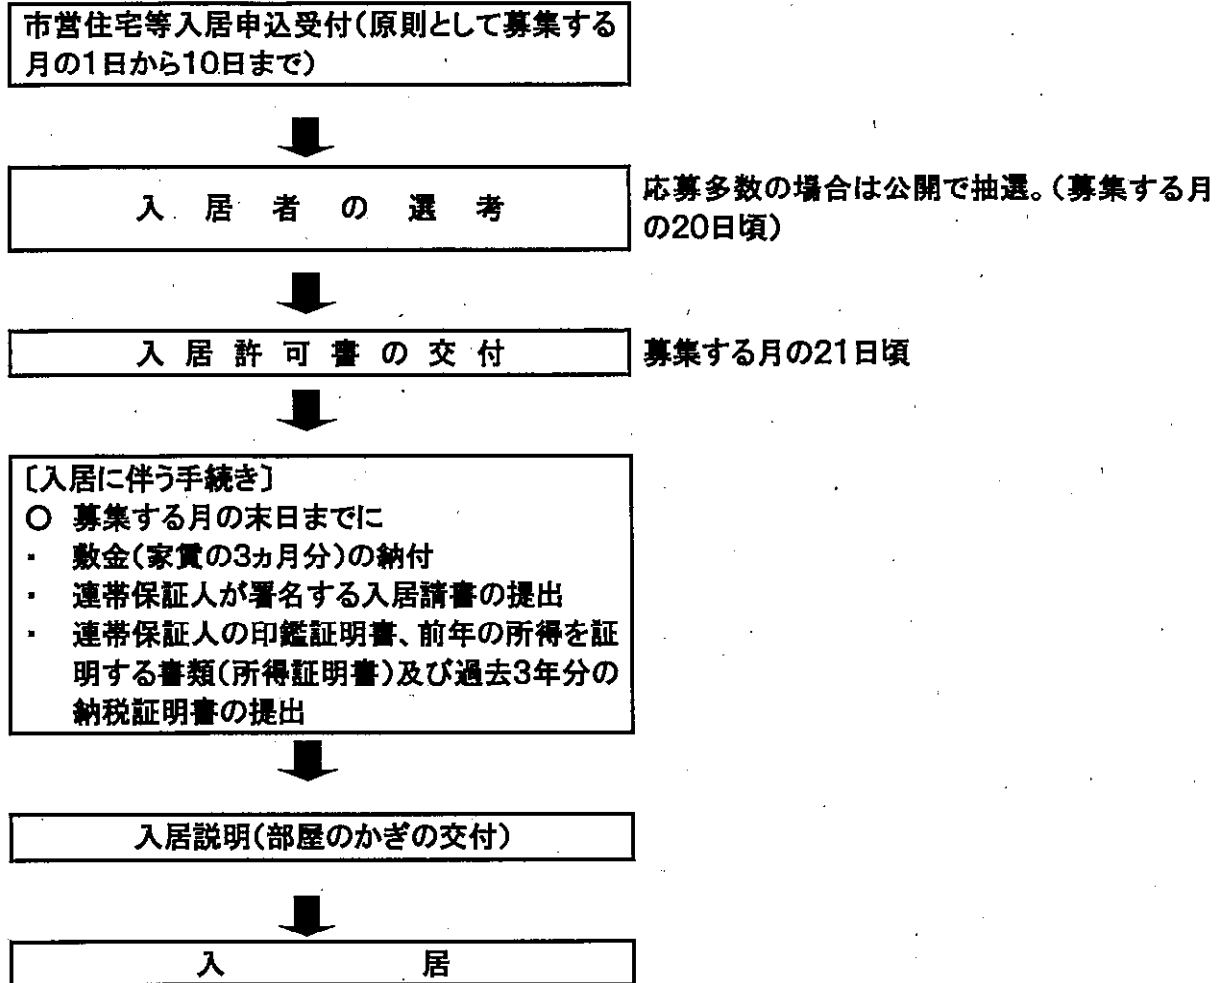 市営住宅等入居申込受付(原則として募集する
月の1日から10日まで)
入居者の選考
応募多数の場合は公開で抽選。(募集する月
の20日頃)
入居許可書の交付
募集する月の21日頃
〔入居に伴う手続き〕
○ 募集する月の末日までに
・ 敷金(家賃の3ヵ月分)の納付
・ 連帯保証人が署名する入居請書の提出
・ 連帯保証人の印鑑証明書、前年の所得を証
明する書類(所得証明書)及び過去3年分の
納税証明書の提出
入居説明(部屋のかぎの交付)
入居